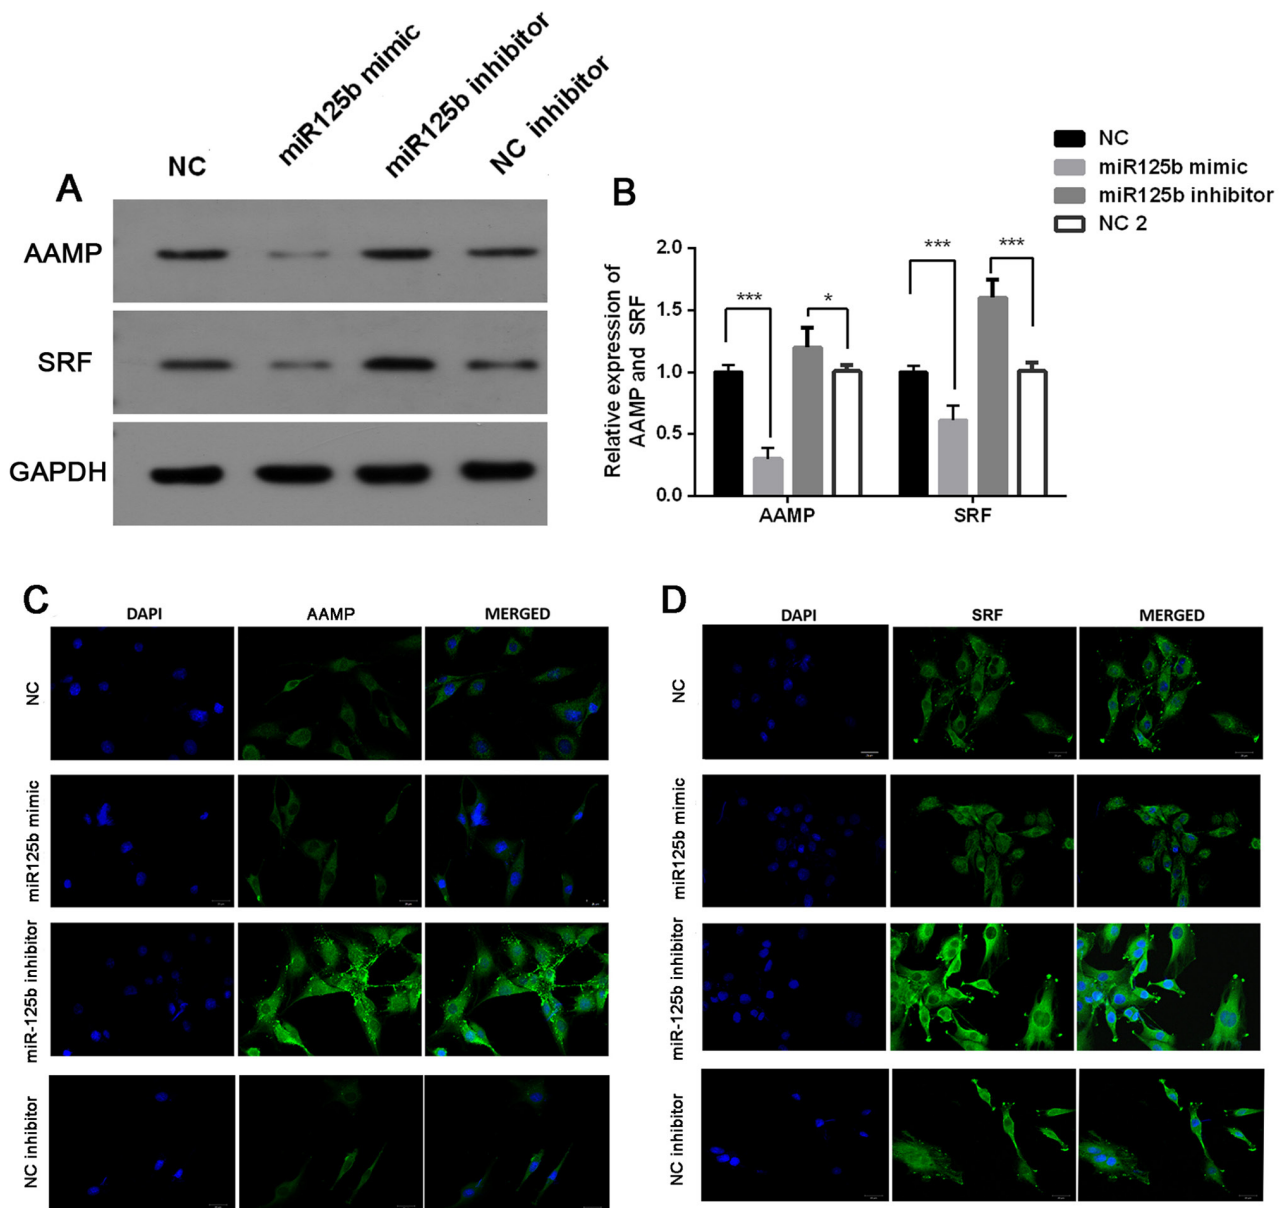 A
NC
miR125b mimic
miR125b inhibitor
NC inhibitor
AAMP
SRF
GAPDH
B
NC
miR125b mimic
miR125b inhibitor
NC 2
Relative expression of
AAMP and SRF
2.0
1.5
1.0
0.5
0.0
***
*
***
***
AAMP
SRF
C
DAPI
AAMP
MERGED
NC
miR125b mimic
miR-125b inhibitor
NC inhibitor
D
DAPI
SRF
MERGED
NC
miR125b mimic
miR-125b inhibitor
NC inhibitor